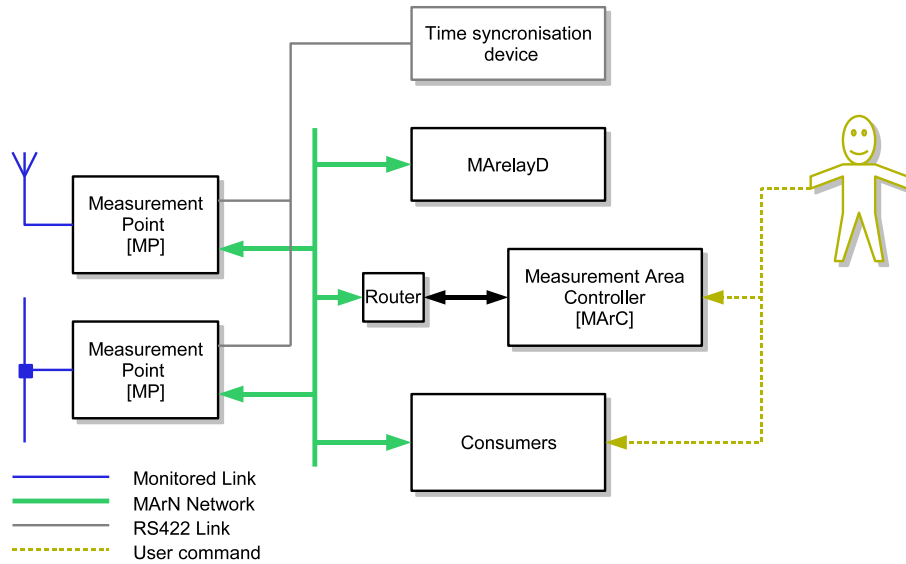 Time syncronisation
device
MArelayD
Measurement
Point
[MP]
Router
Measurement Area
Controller
[MArC]
Measurement
Point
[MP]
Consumers
Monitored Link
MArN Network
RS422 Link
User command